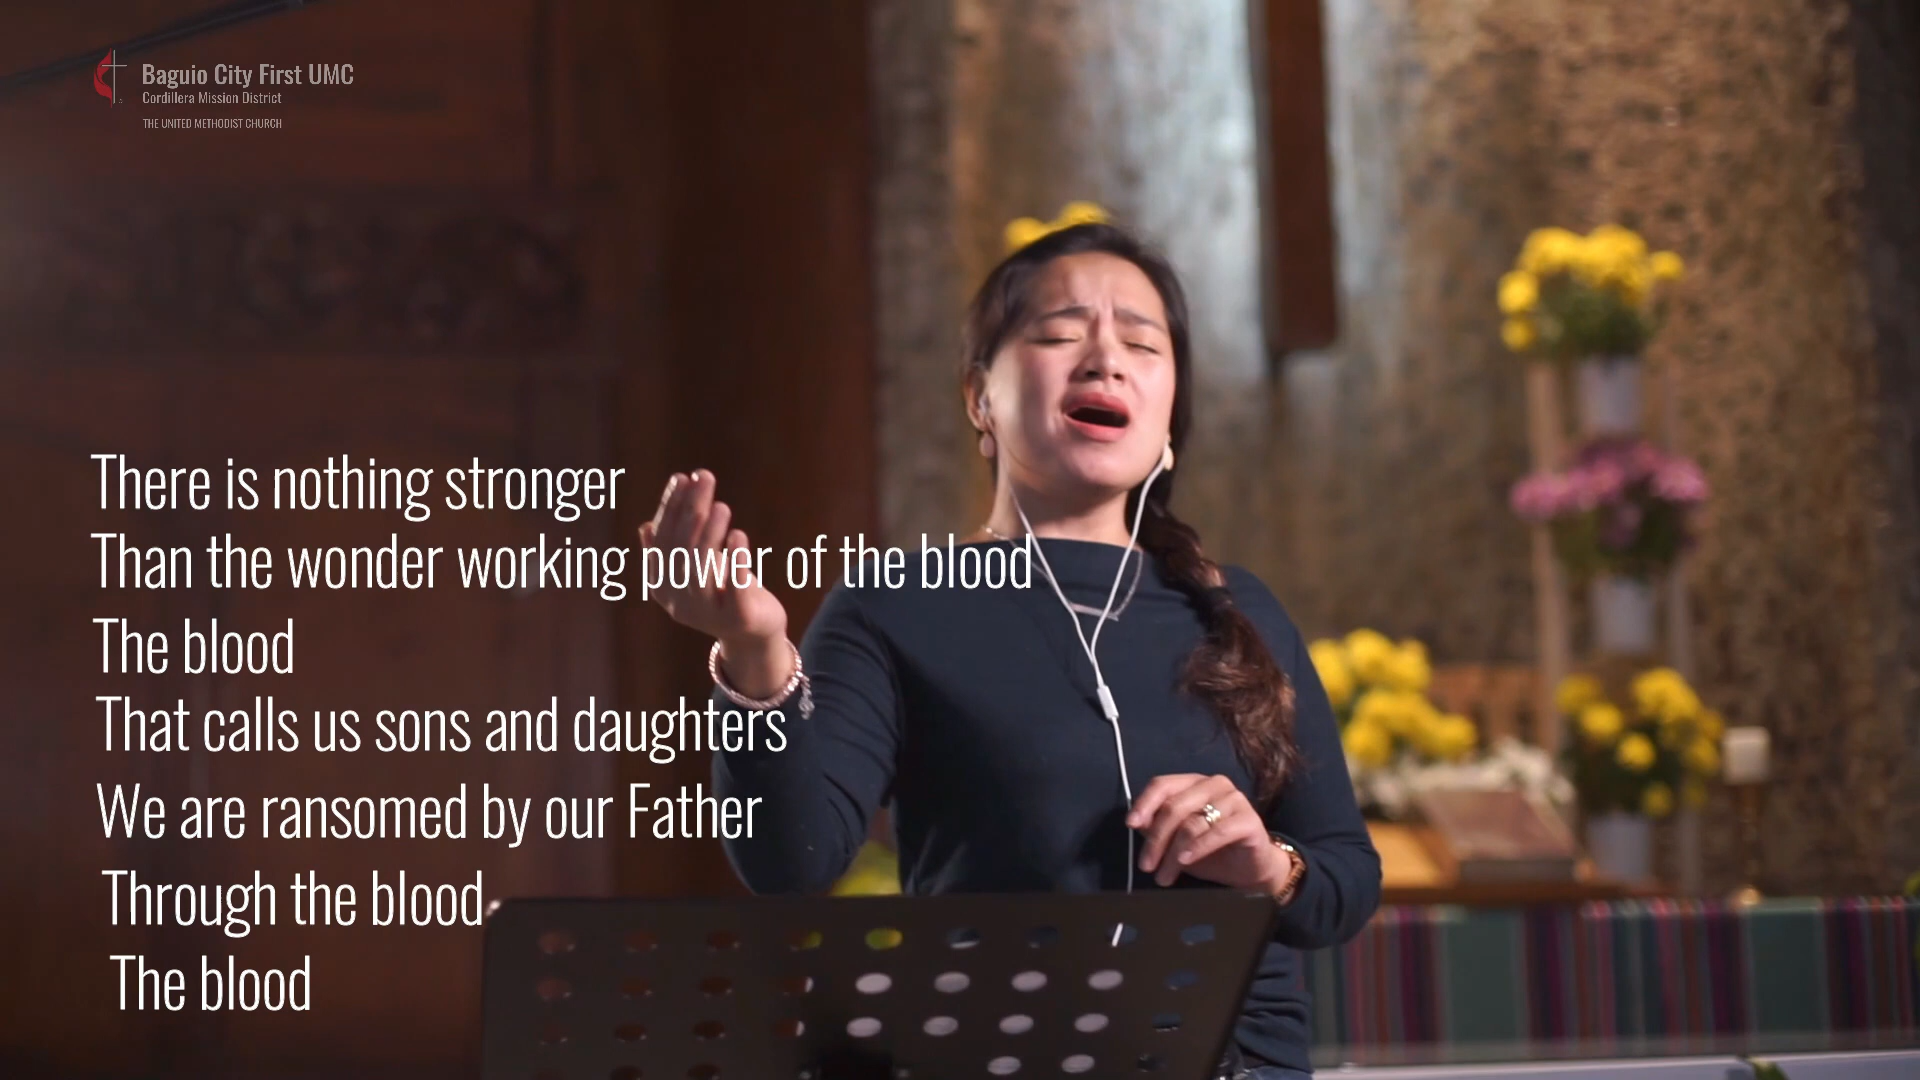 Baguio City First UMC
Cordillera Mission District
THE UNITED METHODIST CHURCH
There is nothing stronger
Than the wonder working power of the blood
The blood
That calls us sons and daughters
We are ransomed by our Father
Through the blood
The blood